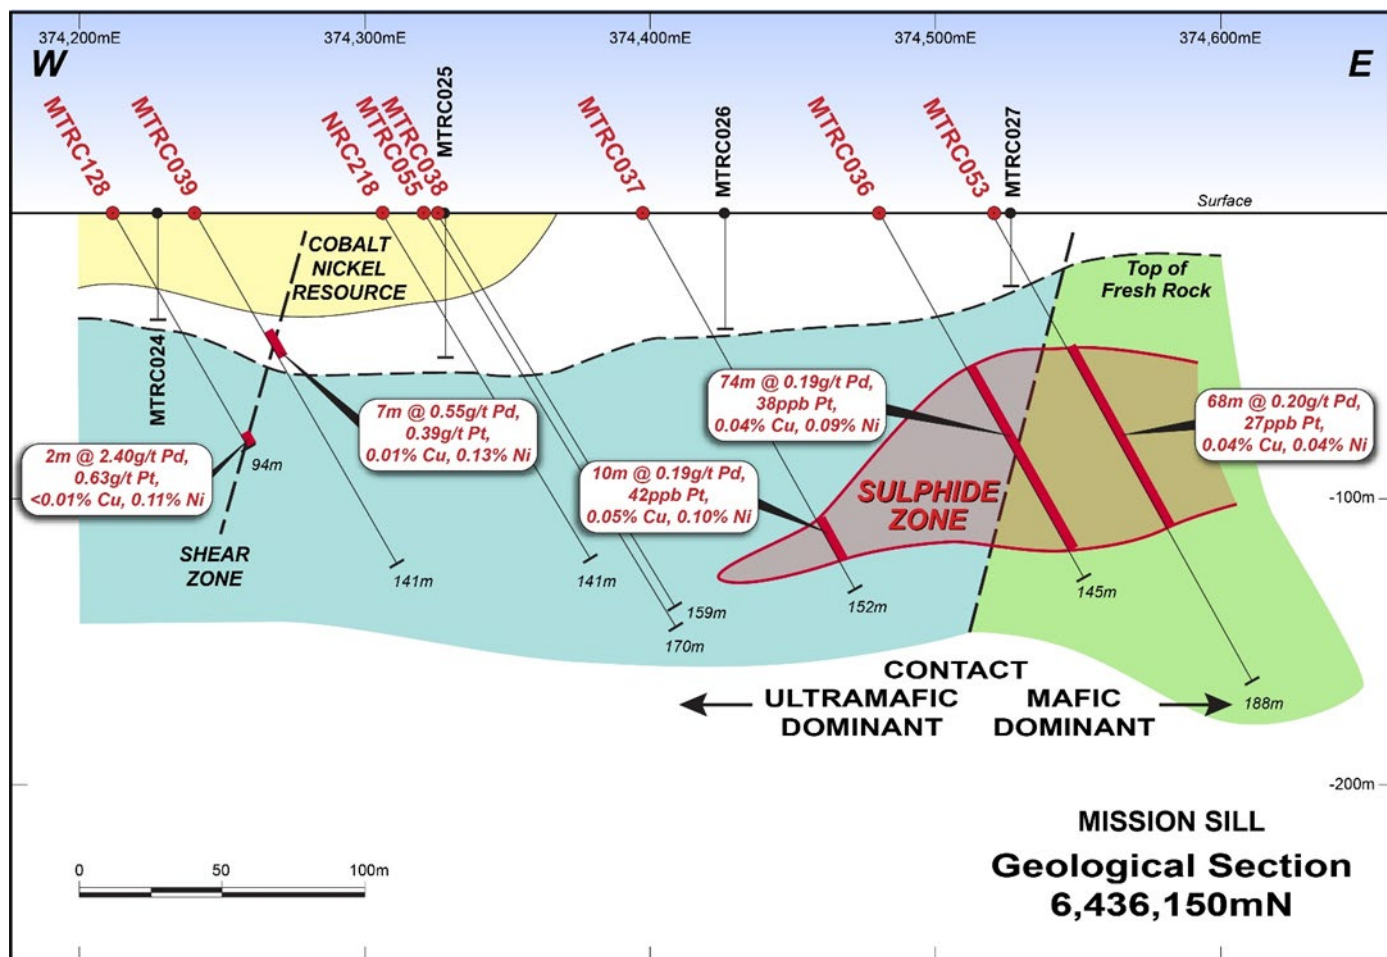 374,200mE
374,300mE
374,400mE
374,500mE
374,600mE
W
E
MTRC128
MTRC039
NRC218
MTRC055
MTRC038
MTRC025
MTRC037
MTRC026
MTRC036
MTRC053
MTRC027
Surface
COBALT
NICKEL
RESOURCE
Top of
Fresh Rock
MTRC024
7m @ 0.55g/t Pd,
0.39g/t Pt,
0.01% Cu, 0.13% Ni
74m @ 0.19g/t Pd,
38ppb Pt,
0.04% Cu, 0.09% Ni
68m @ 0.20g/t Pd,
27ppb Pt,
0.04% Cu, 0.04% Ni
2m @ 2.40g/t Pd,
0.63g/t Pt,
<0.01% Cu, 0.11% Ni
94m
10m @ 0.19g/t Pd,
42ppb Pt,
0.05% Cu, 0.10% Ni
SULPHIDE
ZONE
-100m
SHEAR
ZONE
141m
141m
159m
170m
152m
145m
188m
CONTACT
ULTRAMAFIC
DOMINANT
MAFIC
DOMINANT
-200m
MISSION SILL
Geological Section
6,436,150mN
0
50
100m